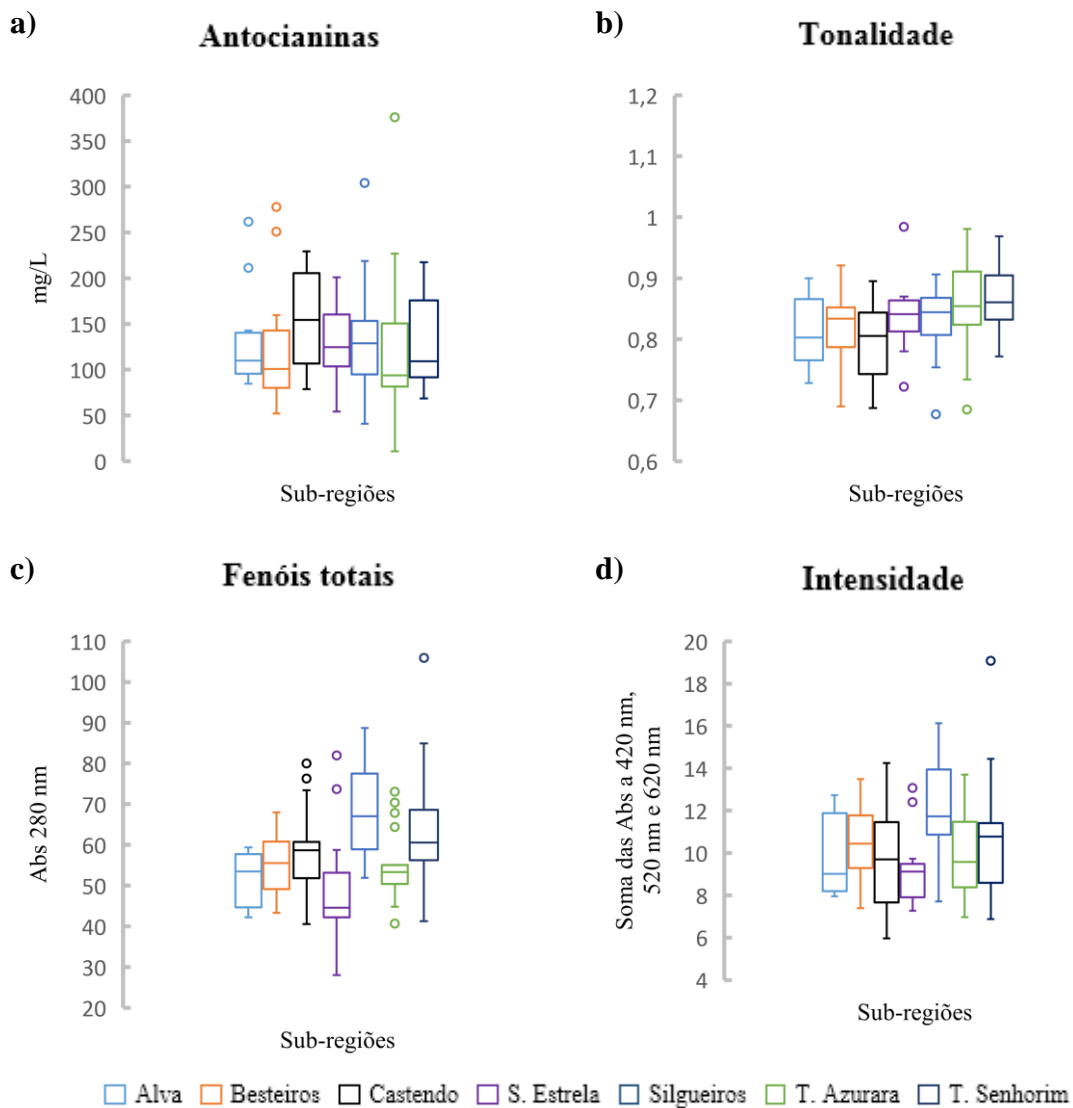 a)
Antocianinas
400
350
300
250
200
150
100
50
0
mg/L
Sub-regiões
b)
Tonalidade
1,2
1,1
1
0,9
0,8
0,7
0,6
Sub-regiões
c)
Fenóis totais
110
100
90
80
70
60
50
40
30
20
Abs 280 nm
Sub-regiões
d)
Intensidade
20
18
16
14
12
10
8
6
4
Soma das Abs a 420 nm,
520 nm e 620 nm
Sub-regiões
Alva Besteiros Castendo S. Estrela Silgueiros T. Azurara T. Senhorim